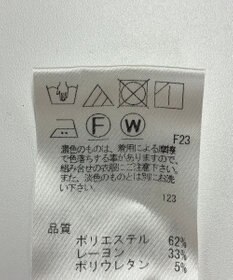 F
W
F23
濃色のものは、着用による摩擦
で色落ちする事がありますので、
組み合せの衣服にご注意下さい。
また、淡色のものとは別にお洗
い下さい。
123
品質
ポリエステル 62%
レーヨン 33%
ポリウレタン 5%